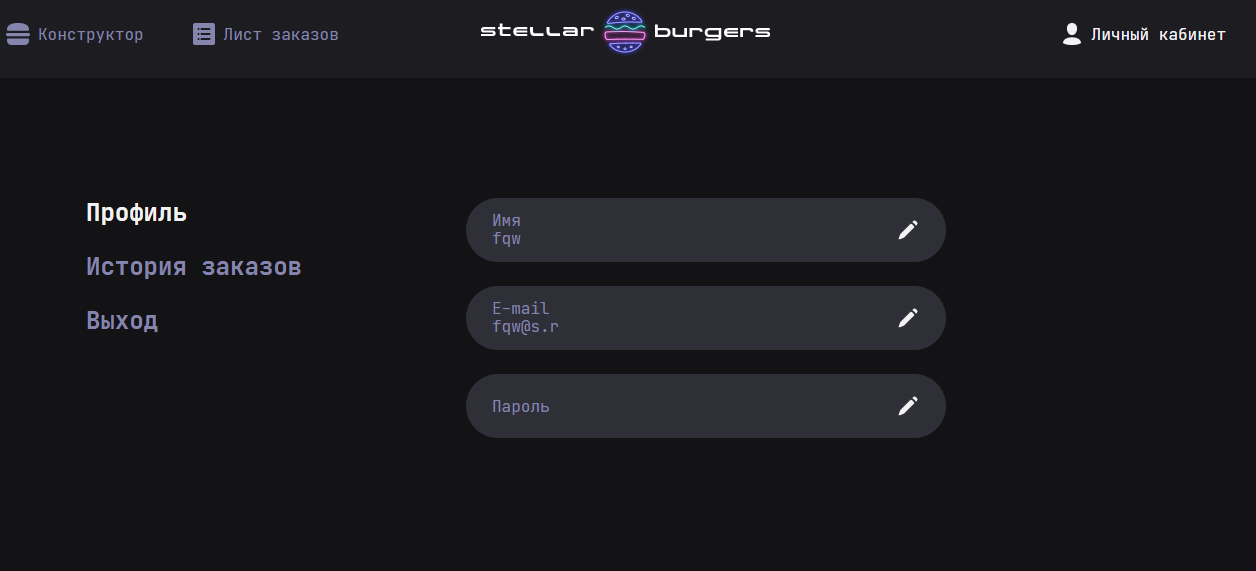 Конструктор
Лист заказов
stellar burgers
Личный кабинет
Профиль
История заказов
Выход
Имя
fqw
E-mail
fqw@s.r
Пароль